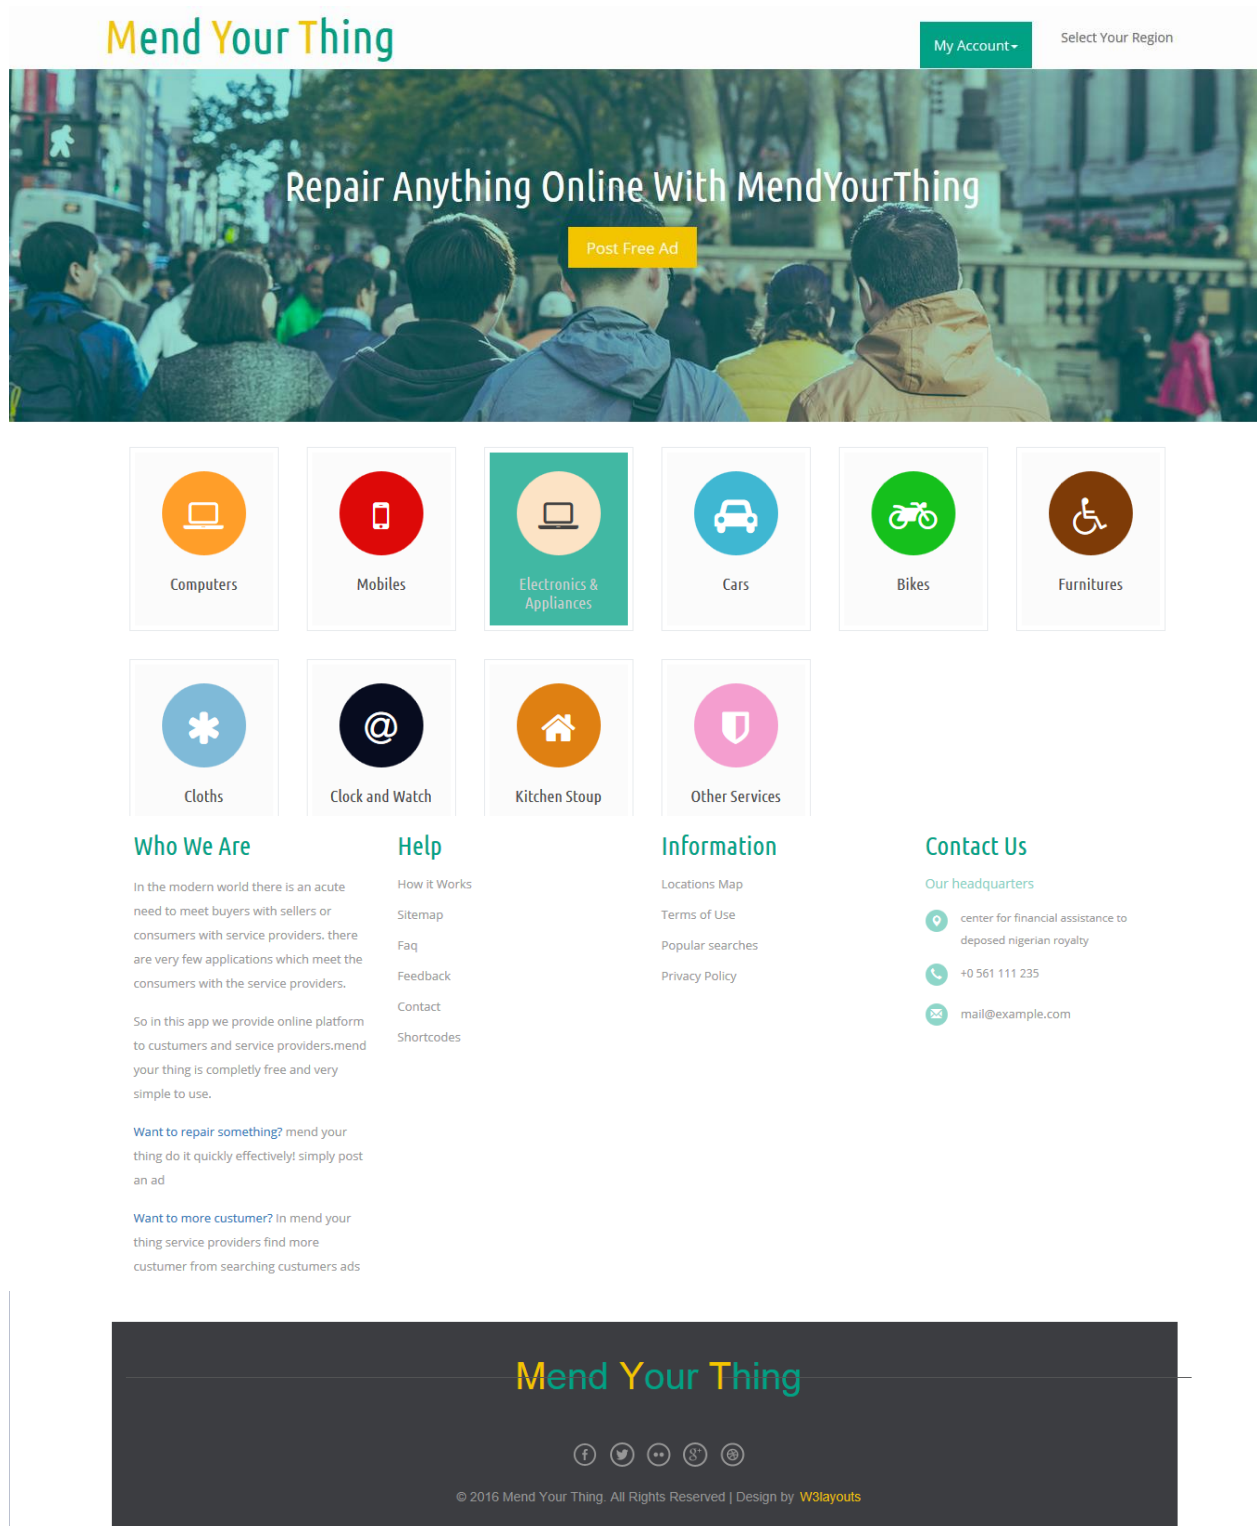 Mend Your Thing
My Account
Select Your Region
Repair Anything Online With MendYourThing
Post Free Ad
Computers
Mobiles
Electronics &
Appliances
Cars
Bikes
Furnitures
Cloths
@
Clock and Watch
Kitchen Stoup
Other Services
Who We Are
In the modern world there is an acute
need to meet buyers with sellers or
consumers with service providers. there
are very few applications which meet the
consumers with the service providers.
So in this app we provide online platform
to custumers and service providers.mend
your thing is completly free and very
simple to use.
Want to repair something? mend your
thing do it quickly effectively! simply post
an ad
Want to more custumer? In mend your
thing service providers find more
custumer from searching custumers ads
Help
How it Works
Sitemap
Faq
Feedback
Contact
Shortcodes
Information
Locations Map
Terms of Use
Popular searches
Privacy Policy
Contact Us
Our headquarters
center for financial assistance to
deposed nigerian royalty
+0 561 111 235
mail@example.com
Mend Your Thing
© 2016 Mend Your Thing. All Rights Reserved | Design by W3layouts